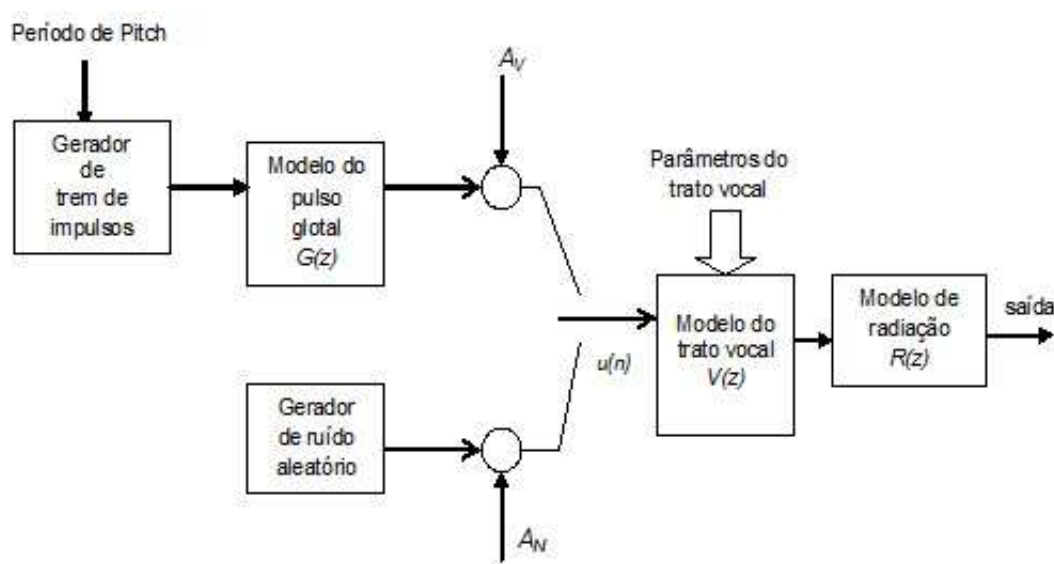 Período de Pitch
Gerador
de
trem de
impulsos
Modelo do
pulso
glotal
G(z)
A_V
Parâmetros do
trato vocal
u(n)
Modelo do
trato vocal
V(z)
Modelo de
radiação
R(z)
saída
Gerador
de ruído
aleatório
A_N